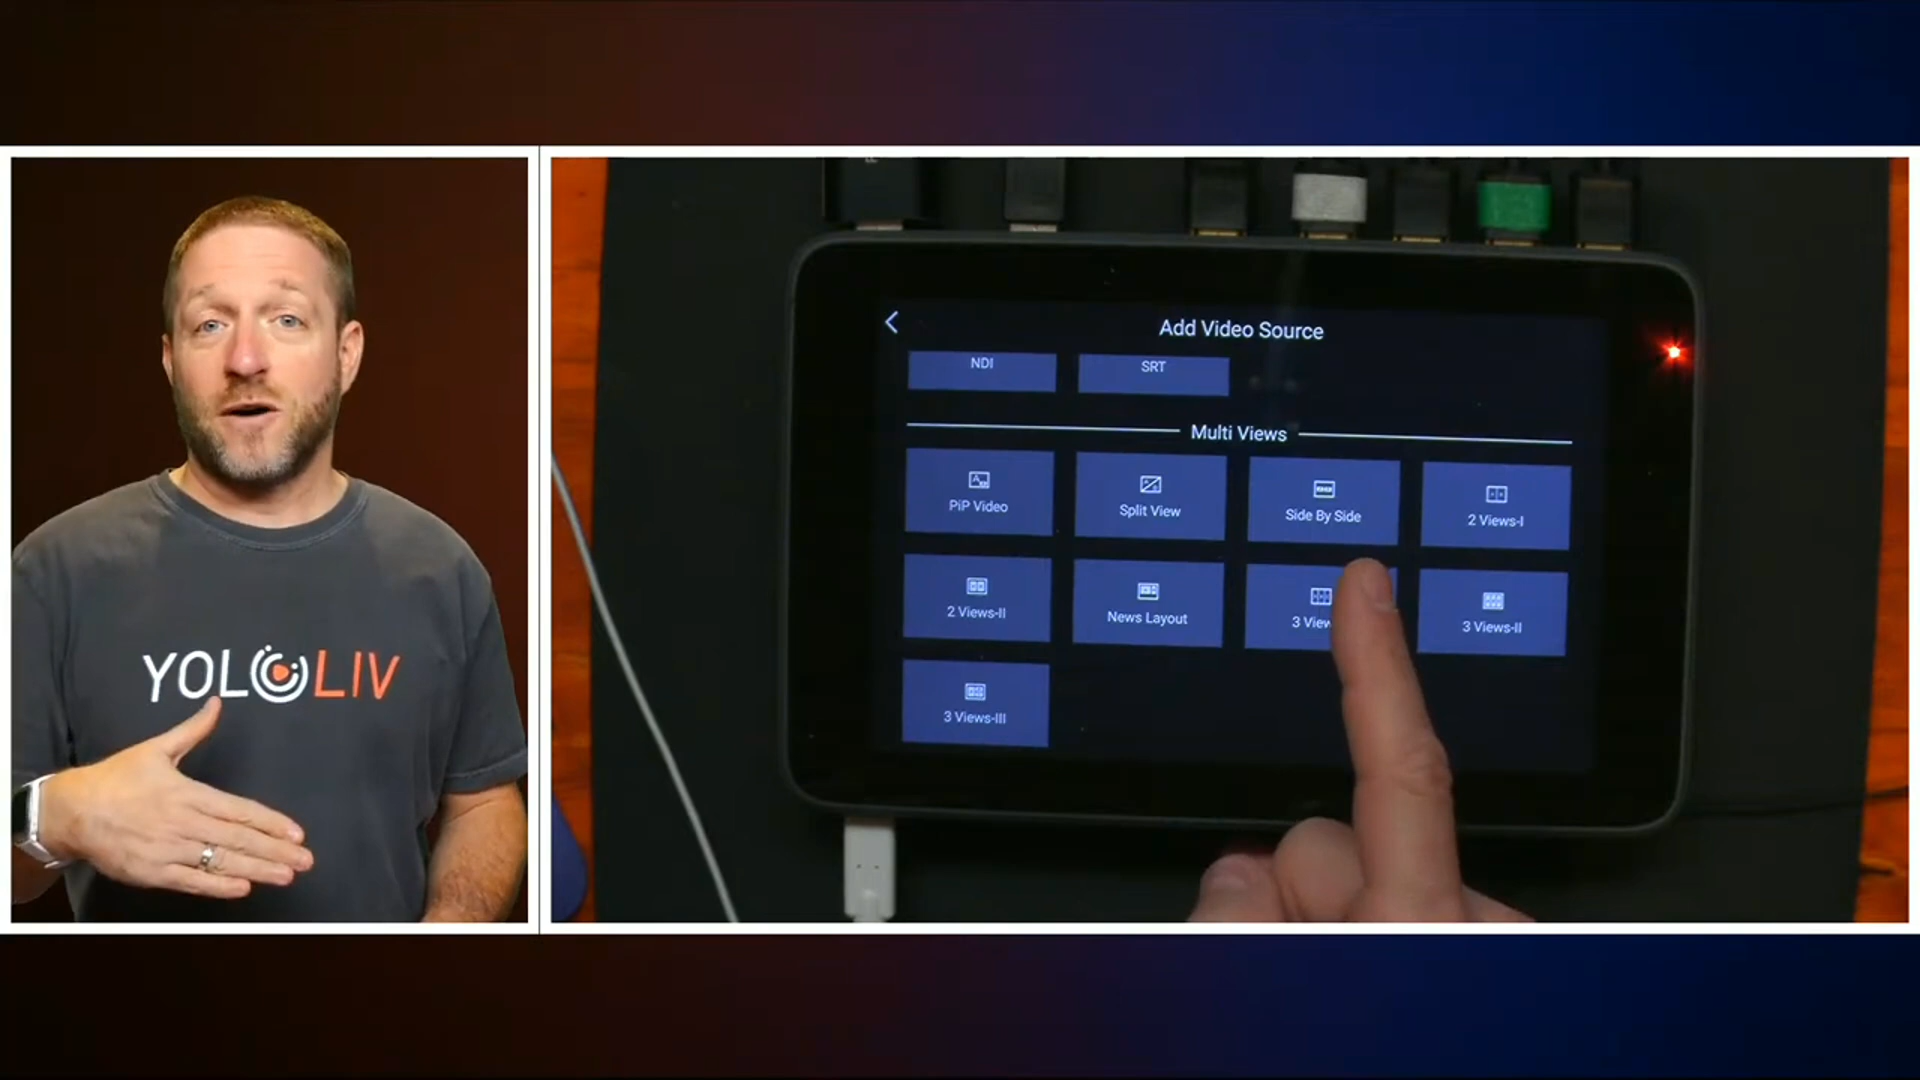 YOLOLIV
Add Video Source
NDI
SRT
Multi Views
PiP Video
Split View
Side By Side
2 Views-I
2 Views-II
News Layout
3 View
3 Views-II
3 Views-III